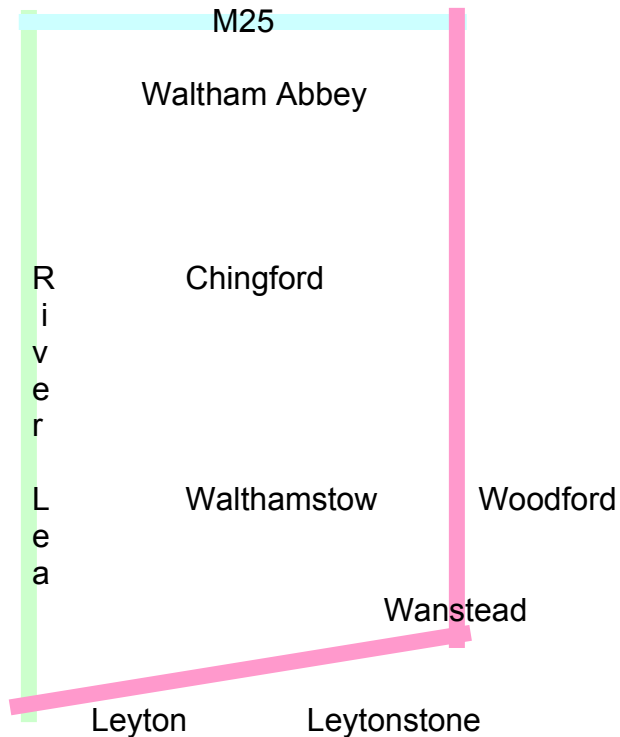 M25
Waltham Abbey
River Lea
Chingford
Walthamstow
Woodford
Wanstead
Leyton
Leytonstone